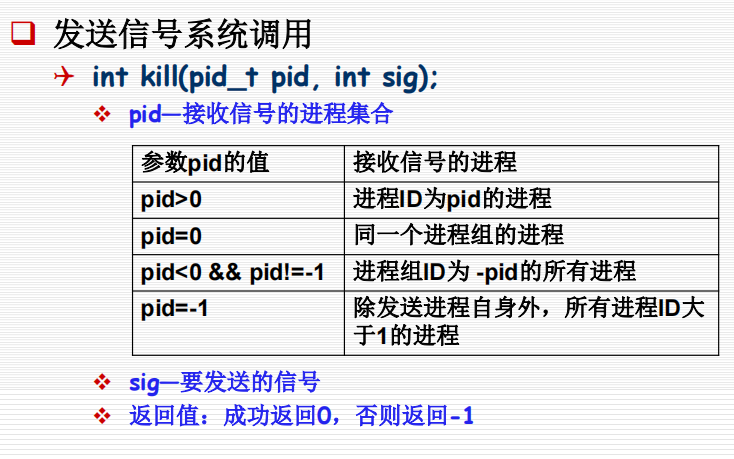 发送信号系统调用
int kill(pid_t pid, int sig);
pid—接收信号的进程集合
参数pid的值 接收信号的进程
pid>0 进程ID为pid的进程
pid=0 同一个进程组的进程
pid<0 && pid!=-1 进程组ID为 -pid的所有进程
pid=-1 除发送进程自身外，所有进程ID大
于1的进程
sig—要发送的信号
返回值：成功返回0，否则返回-1